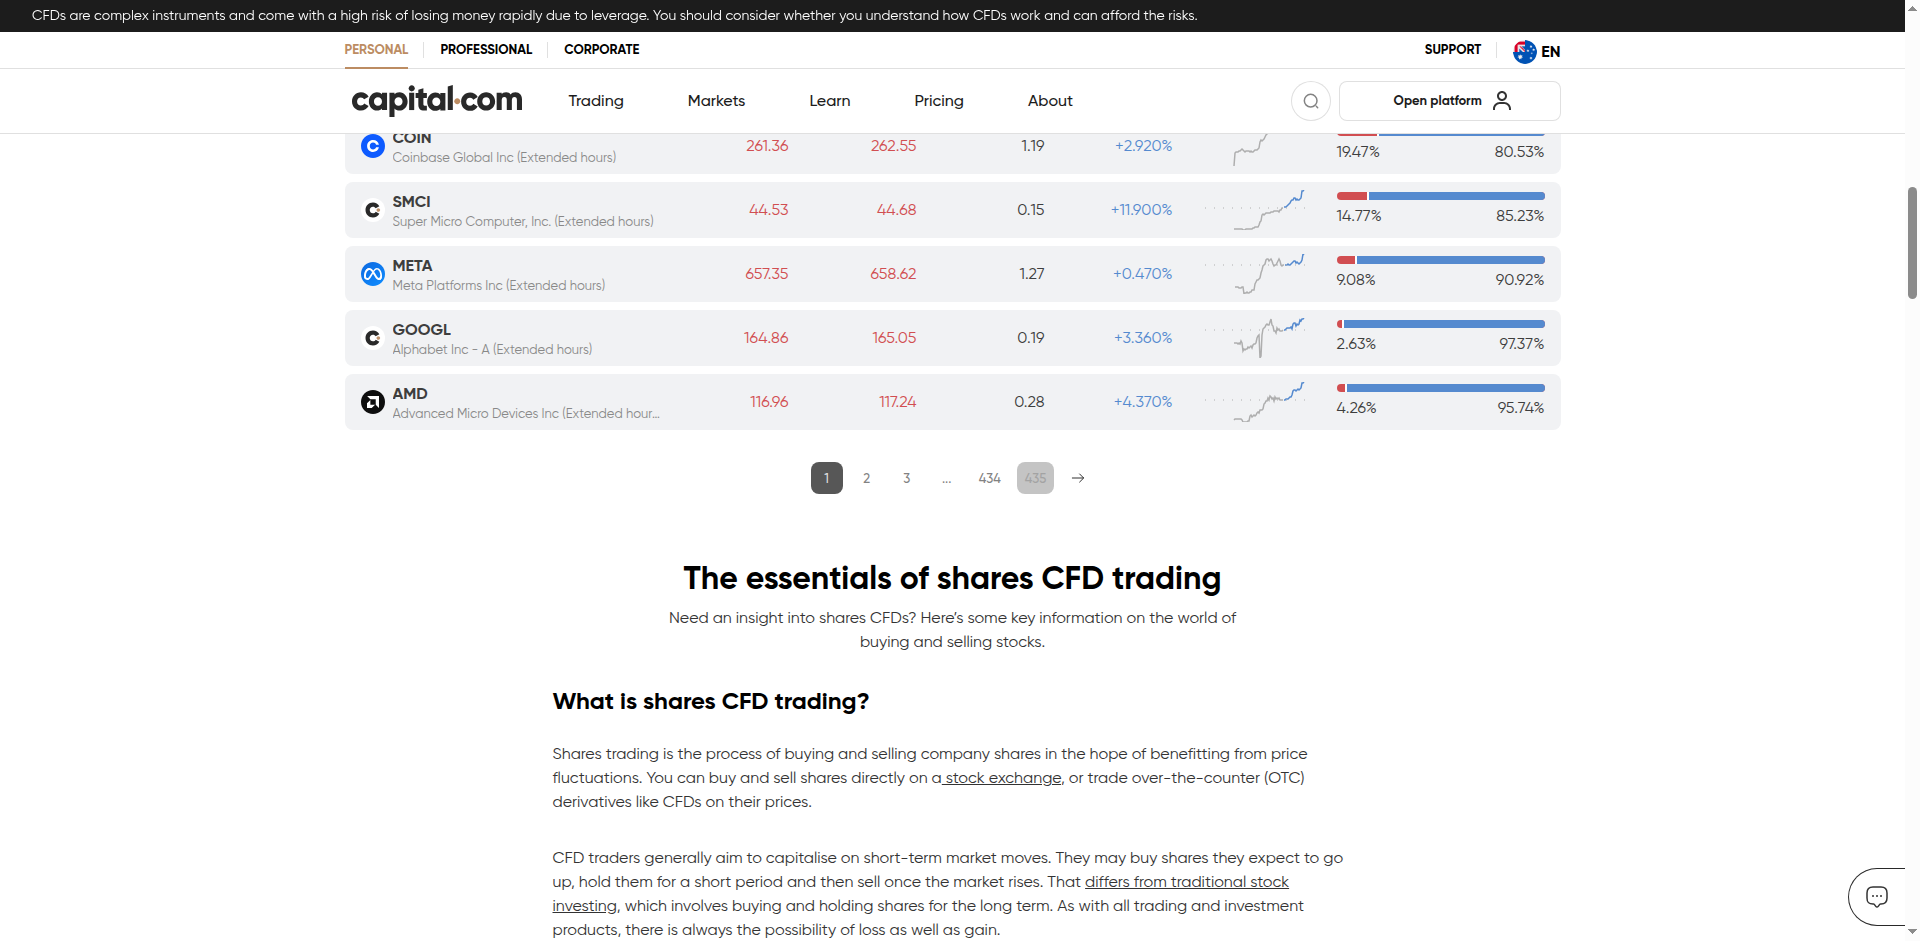 CFDs are complex instruments and come with a high risk of losing money rapidly due to leverage. You should consider whether you understand how CFDs work and can afford the risks.
PERSONAL PROFESSIONAL CORPORATE SUPPORT EN
capital.com Trading Markets Learn Pricing About Open platform
COIN
Coinbase Global Inc (Extended hours)
261.36 262.55 1.19 +2.920% 19.47% 80.53%
SMCI
Super Micro Computer, Inc. (Extended hours)
44.53 44.68 0.15 +11.900% 14.77% 85.23%
META
Meta Platforms Inc (Extended hours)
657.35 658.62 1.27 +0.470% 9.08% 90.92%
GOOGL
Alphabet Inc - A (Extended hours)
164.86 165.05 0.19 +3.360% 2.63% 97.37%
AMD
Advanced Micro Devices Inc (Extended hour...
116.96 117.24 0.28 +4.370% 4.26% 95.74%
1 2 3 ... 434 435
The essentials of shares CFD trading
Need an insight into shares CFDs? Here's some key information on the world of
buying and selling stocks.
What is shares CFD trading?
Shares trading is the process of buying and selling company shares in the hope of benefitting from price
fluctuations. You can buy and sell shares directly on a stock exchange, or trade over-the-counter (OTC)
derivatives like CFDs on their prices.
CFD traders generally aim to capitalise on short-term market moves. They may buy shares they expect to go
up, hold them for a short period and then sell once the market rises. That differs from traditional stock
investing, which involves buying and holding shares for the long term. As with all trading and investment
products, there is always the possibility of loss as well as gain.